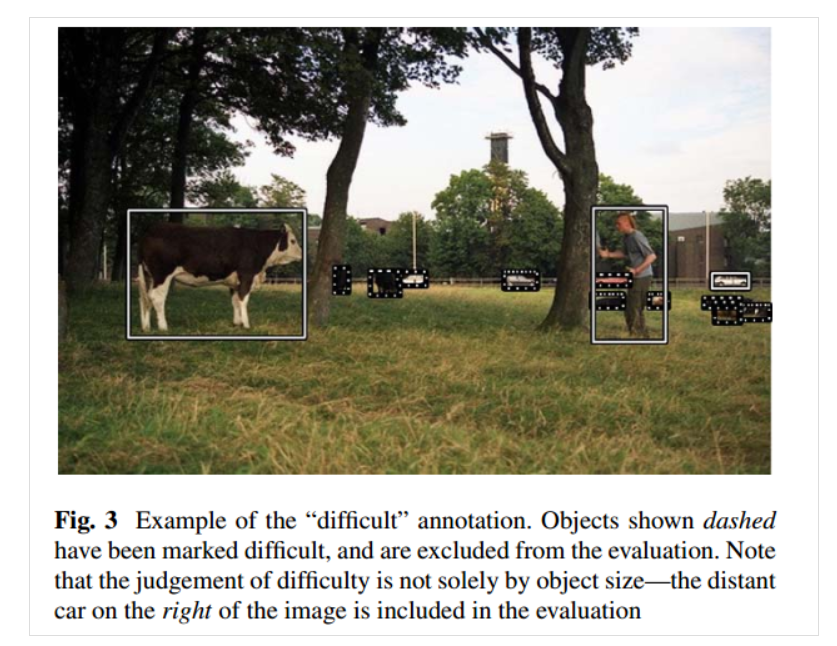 Fig. 3 Example of the “difficult” annotation. Objects shown dashed
have been marked difficult, and are excluded from the evaluation. Note
that the judgement of difficulty is not solely by object size—the distant
car on the right of the image is included in the evaluation